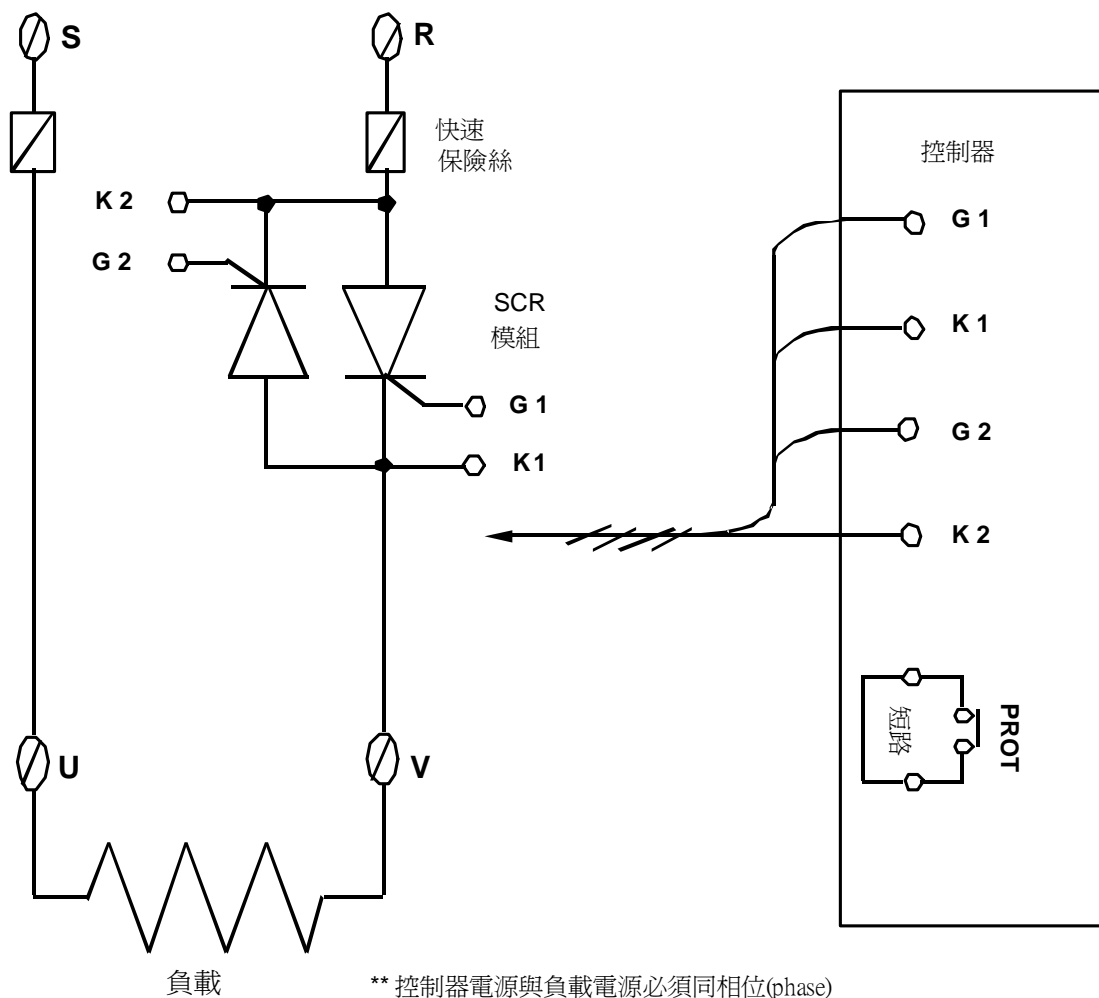 S
R
快速
保險絲
控制器
K 2
G 1
G 2
SCR
模組
K 1
G 1
G 2
K1
K 2
短路
PROT
U
V
負載
** 控制器電源與負載電源必須同相位(phase)